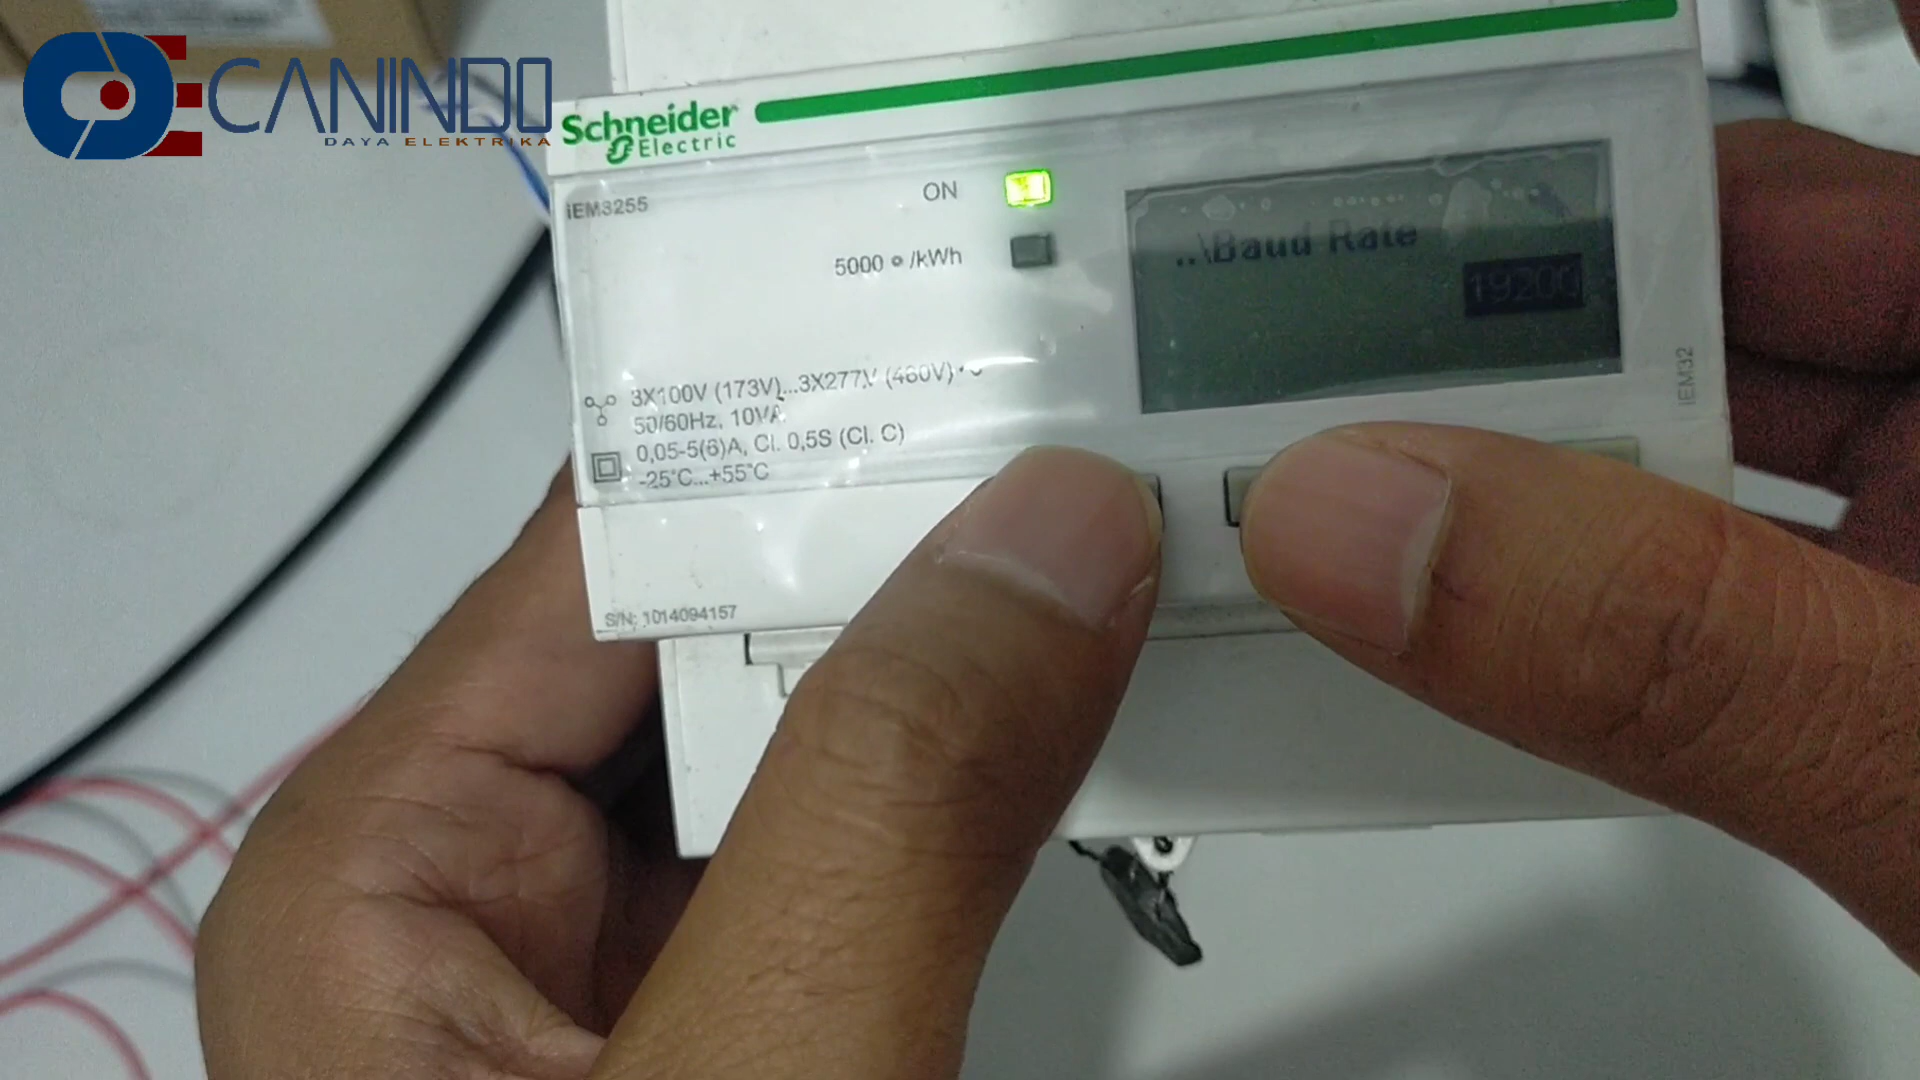 ECANINDO
DAYA ELEKTRIKA
Schneider
Electric
iEM3255
ON
5000 /kWh
..\Baud Rate
19200
3X100V (173V)...3X277V (480V)
50/60Hz, 10VA
0,05-5(6)A, Cl. 0,5S (Cl. C)
-25°C...+55°C
iEM32
S/N: 1014094157